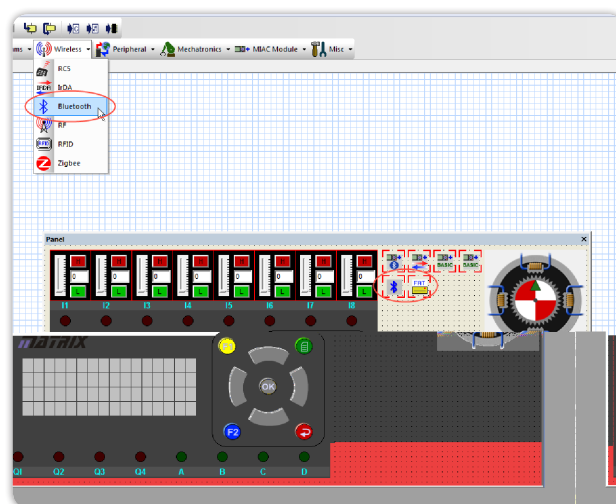 ms Wireless Peripheral Mechatronics MIAC Module Misc
RC5
IrDA
Bluetooth
RF
RFID
Zigbee
Panel
H H H H H H H H
0 0 0 0 0 0 0 0
L L L L L L L L
I1 I2 I3 I4 I5 I6 I7 I8
BASIC BASIC
MATRIX
OK
F2
Q1 Q2 Q3 Q4 A B C D